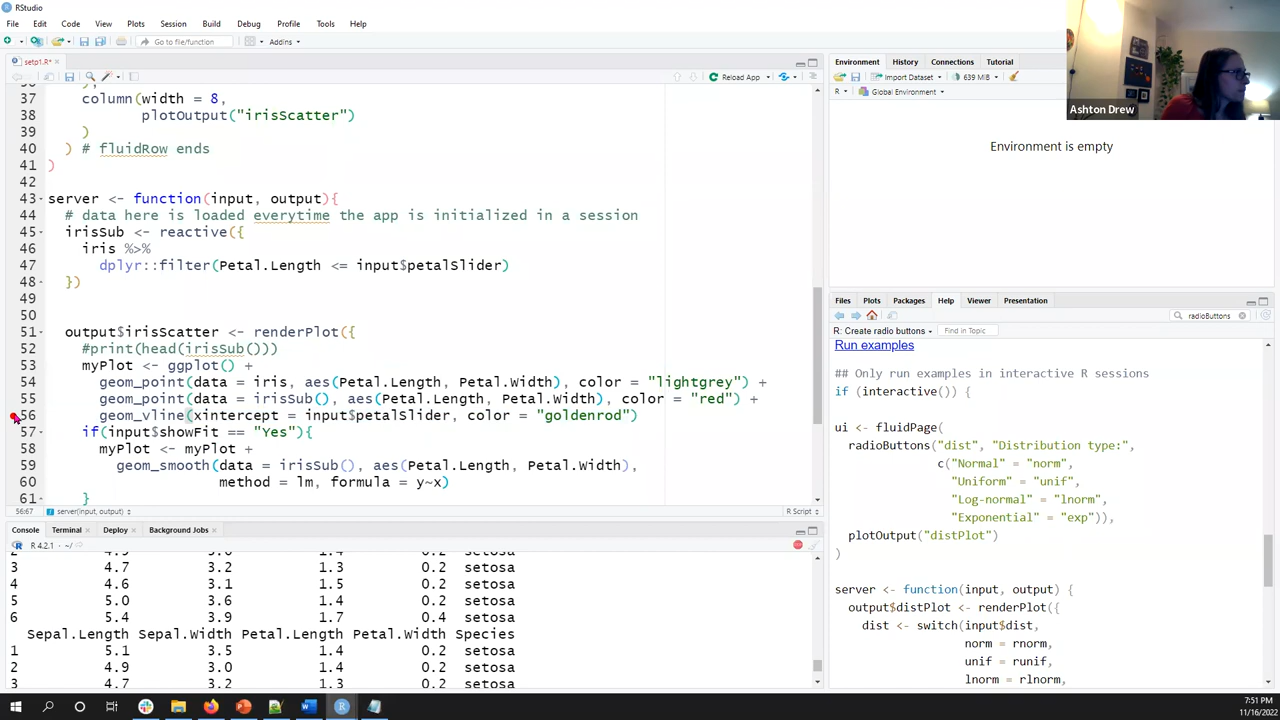 RStudio
File Edit Code View Plots Session Build Debug Profile Tools Help
Go to file/function Addins
setp1.R*
Reload App
37 column(width = 8,
38 plotOutput("irisScatter")
39 )
40 ) # fluidRow ends
41 )
42
43 server <- function(input, output){
44 # data here is loaded everytime the app is initialized in a session
45 irisSub <- reactive({
46 iris %>%
47 dplyr::filter(Petal.Length <= input$petalSlider)
48 })
49
50
51 output$irisScatter <- renderPlot({
52 #print(head(irisSub()))
53 myPlot <- ggplot() +
54 geom_point(data = iris, aes(Petal.Length, Petal.Width), color = "lightgrey") +
55 geom_point(data = irisSub(), aes(Petal.Length, Petal.Width), color = "red") +
56 geom_vline(xintercept = input$petalSlider, color = "goldenrod")
57 if(input$showFit == "Yes"){
58 myPlot <- myPlot +
59 geom_smooth(data = irisSub(), aes(Petal.Length, Petal.Width),
60 method = lm, formula = y~x)
61 }
56:67 server(input, output) R Script
Console Terminal Deploy Background Jobs
R 4.2.1 · ~/
2 4.9 3.0 1.4 0.2 setosa
3 4.7 3.2 1.3 0.2 setosa
4 4.6 3.1 1.5 0.2 setosa
5 5.0 3.6 1.4 0.2 setosa
6 5.4 3.9 1.7 0.4 setosa
Sepal.Length Sepal.Width Petal.Length Petal.Width Species
1 5.1 3.5 1.4 0.2 setosa
2 4.9 3.0 1.4 0.2 setosa
3 4.7 3.2 1.3 0.2 setosa
Environment History Connections Tutorial
Import Dataset 639 MiB
R Global Environment
Environment is empty
Ashton Drew
Files Plots Packages Help Viewer Presentation
radioButtons
R: Create radio buttons Find in Topic
Run examples
## Only run examples in interactive R sessions
if (interactive()) {
ui <- fluidPage(
radioButtons("dist", "Distribution type:",
c("Normal" = "norm",
"Uniform" = "unif",
"Log-normal" = "lnorm",
"Exponential" = "exp")),
plotOutput("distPlot")
)
server <- function(input, output) {
output$distPlot <- renderPlot({
dist <- switch(input$dist,
norm = rnorm,
unif = runif,
lnorm = rlnorm,
7:51 PM
11/16/2022